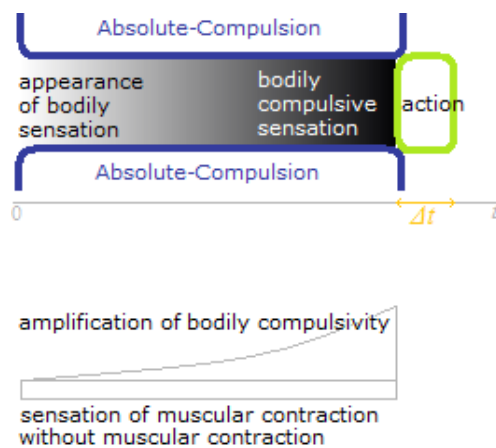 Absolute-Compulsion
appearance
of bodily
sensation
bodily
compulsive
sensation
action
Absolute-Compulsion
0
Δt
t
amplification of bodily compulsivity
sensation of muscular contraction
without muscular contraction